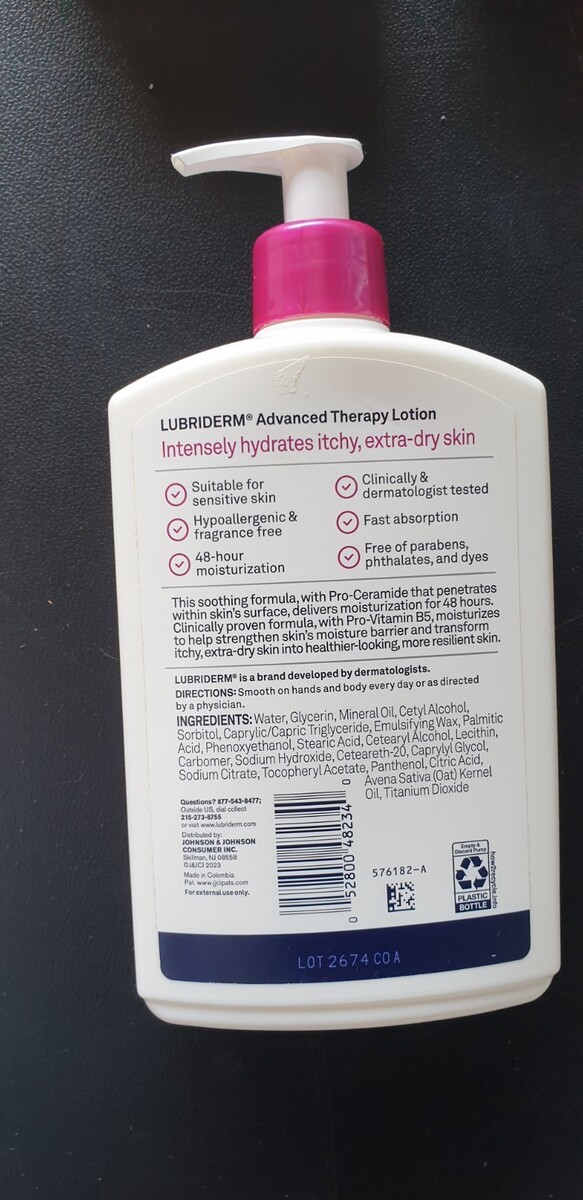 LUBRIDERM® Advanced Therapy Lotion
Intensely hydrates itchy, extra-dry skin
Suitable for
sensitive skin
Hypoallergenic &
fragrance free
48-hour
moisturization
Clinically &
dermatologist tested
Fast absorption
Free of parabens,
phthalates, and dyes
This soothing formula, with Pro-Ceramide that penetrates
within skin's surface, delivers moisturization for 48 hours.
Clinically proven formula, with Pro-Vitamin B5, moisturizes
to help strengthen skin's moisture barrier and transform
itchy, extra-dry skin into healthier-looking, more resilient skin.
LUBRIDERM® is a brand developed by dermatologists.
DIRECTIONS: Smooth on hands and body every day or as directed
by a physician.
INGREDIENTS: Water, Glycerin, Mineral Oil, Cetyl Alcohol,
Sorbitol, Caprylic/Capric Triglyceride, Emulsifying Wax, Palmitic
Acid, Phenoxyethanol, Stearic Acid, Cetearyl Alcohol, Lecithin,
Carbomer, Sodium Hydroxide, Ceteareth-20, Caprylyl Glycol,
Sodium Citrate, Tocopheryl Acetate, Panthenol, Citric Acid,
Avena Sativa (Oat) Kernel
Oil, Titanium Dioxide
Questions? 877-543-8477;
Outside US, dial collect
215-273-8755
or visit www.lubriderm.com
Distributed by:
JOHNSON & JOHNSON
CONSUMER INC.
Skillman, NJ 08558
©J&JCI 2023
Made in Colombia
Pat. www.jjcipats.com
For external use only.
0 52800 48234 0
576182-A
Empty &
Discard Pump
PLASTIC
BOTTLE
how2recycle.info
LOT 2674 CO A